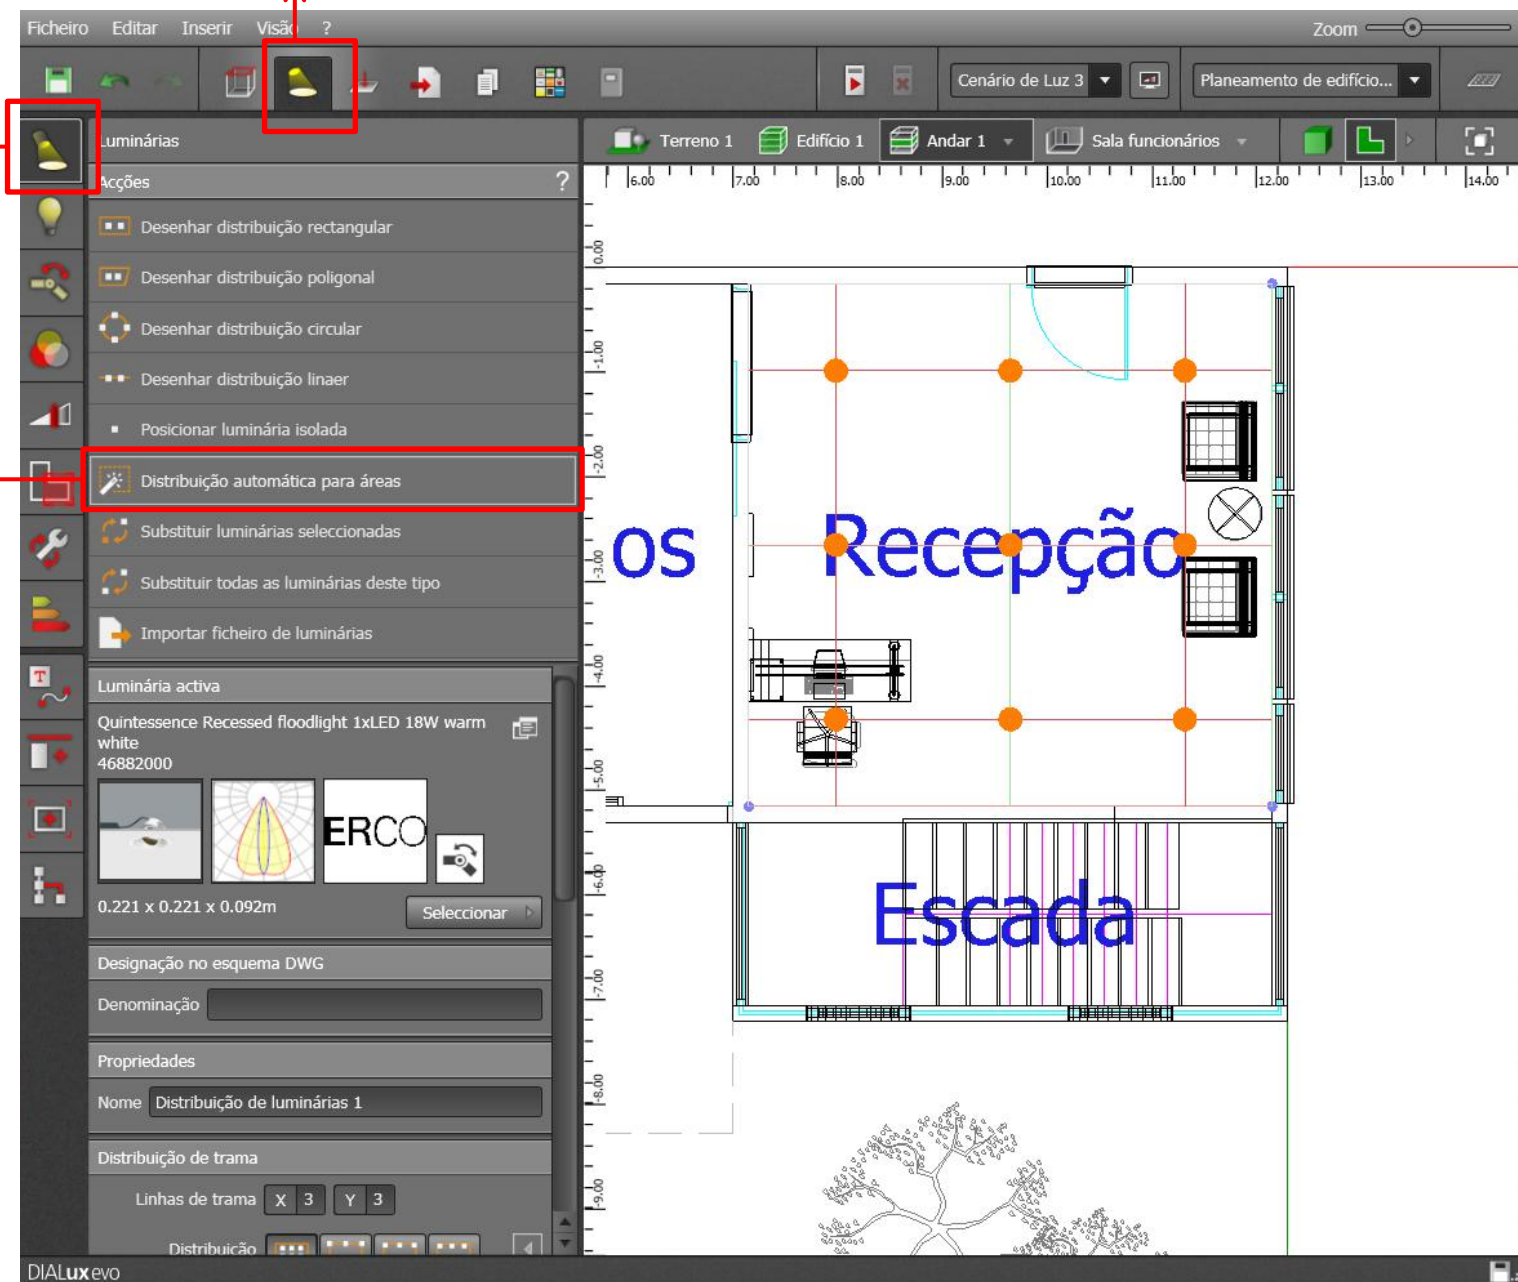 Ficheiro Editar Inserir Visão ?
Zoom
Cenário de Luz 3
Planeamento de edifício...
Luminárias
Terreno 1 Edifício 1 Andar 1 Sala funcionários
Acções ?
6.00 7.00 8.00 9.00 10.00 11.00 12.00 13.00 14.00
Desenhar distribuição rectangular
0.00
Desenhar distribuição poligonal
Desenhar distribuição circular
-1.00
Desenhar distribuição linaer
Posicionar luminária isolada
-2.00
Distribuição automática para áreas
Substituir luminárias seleccionadas
os Recepção
-3.00
Substituir todas as luminárias deste tipo
Importar ficheiro de luminárias
-4.00
T
Luminária activa
Quintessence Recessed floodlight 1xLED 18W warm
white
46882000
-5.00
ERCO
-6.00
0.221 x 0.221 x 0.092m
Seleccionar
Escada
Designação no esquema DWG
-7.00
Denominação
Propriedades
-8.00
Nome Distribuição de luminárias 1
Distribuição de trama
-9.00
Linhas de trama X 3 Y 3
Distribuição
DIALux evo